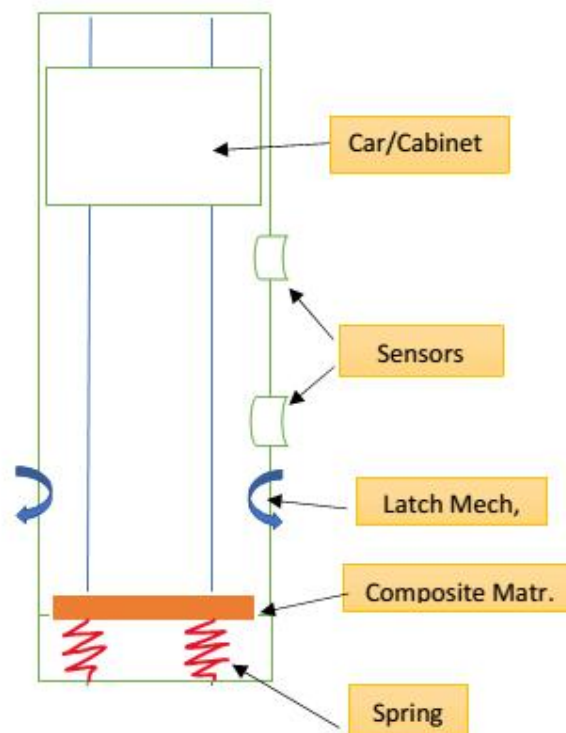 Car/Cabinet
Sensors
Latch Mech,
Composite Matr.
Spring